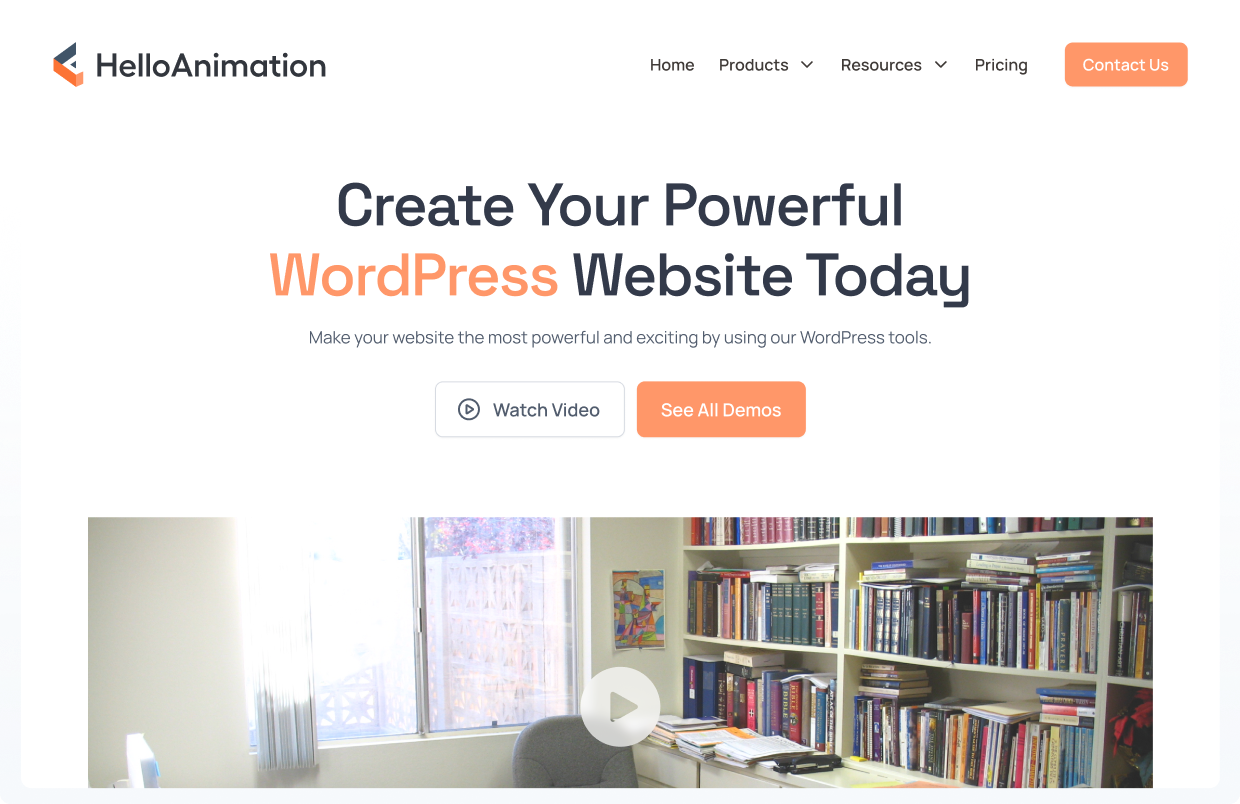 HelloAnimation
Home Products Resources Pricing Contact Us
Create Your Powerful
WordPress Website Today
Make your website the most powerful and exciting by using our WordPress tools.
Watch Video See All Demos